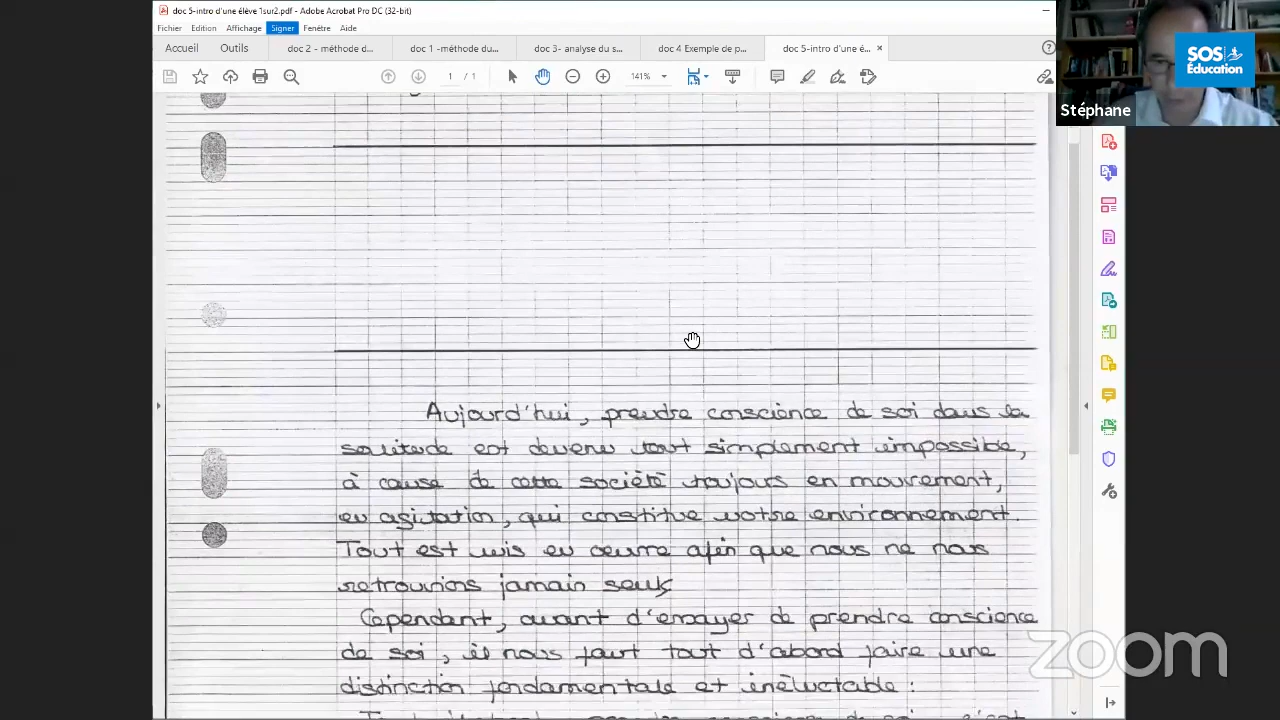 doc 5-intro d'une élève 1sur2.pdf - Adobe Acrobat Pro DC (32-bit)
Fichier Edition Affichage Signer Fenêtre Aide
Accueil Outils doc 2 - méthode d... doc 1 -méthode du... doc 3- analyse du s... doc 4 Exemple de p... doc 5-intro d'une é... ×
1 / 1 141%
SOS
Éducation
Stéphane
Aujourd'hui, prendre conscience de soi dans la
solitude est devenu tout simplement impossible,
à cause de cette société toujours en mouvement,
en agitation, qui constitue notre environnement.
Tout est mis en oeuvre afin que nous ne nous
retrouvions jamais seuls
Cependant, avant d'essayer de prendre conscience
de soi, il nous faut tout d'abord faire une
distinction fondamentale et inéluctable :
zoom